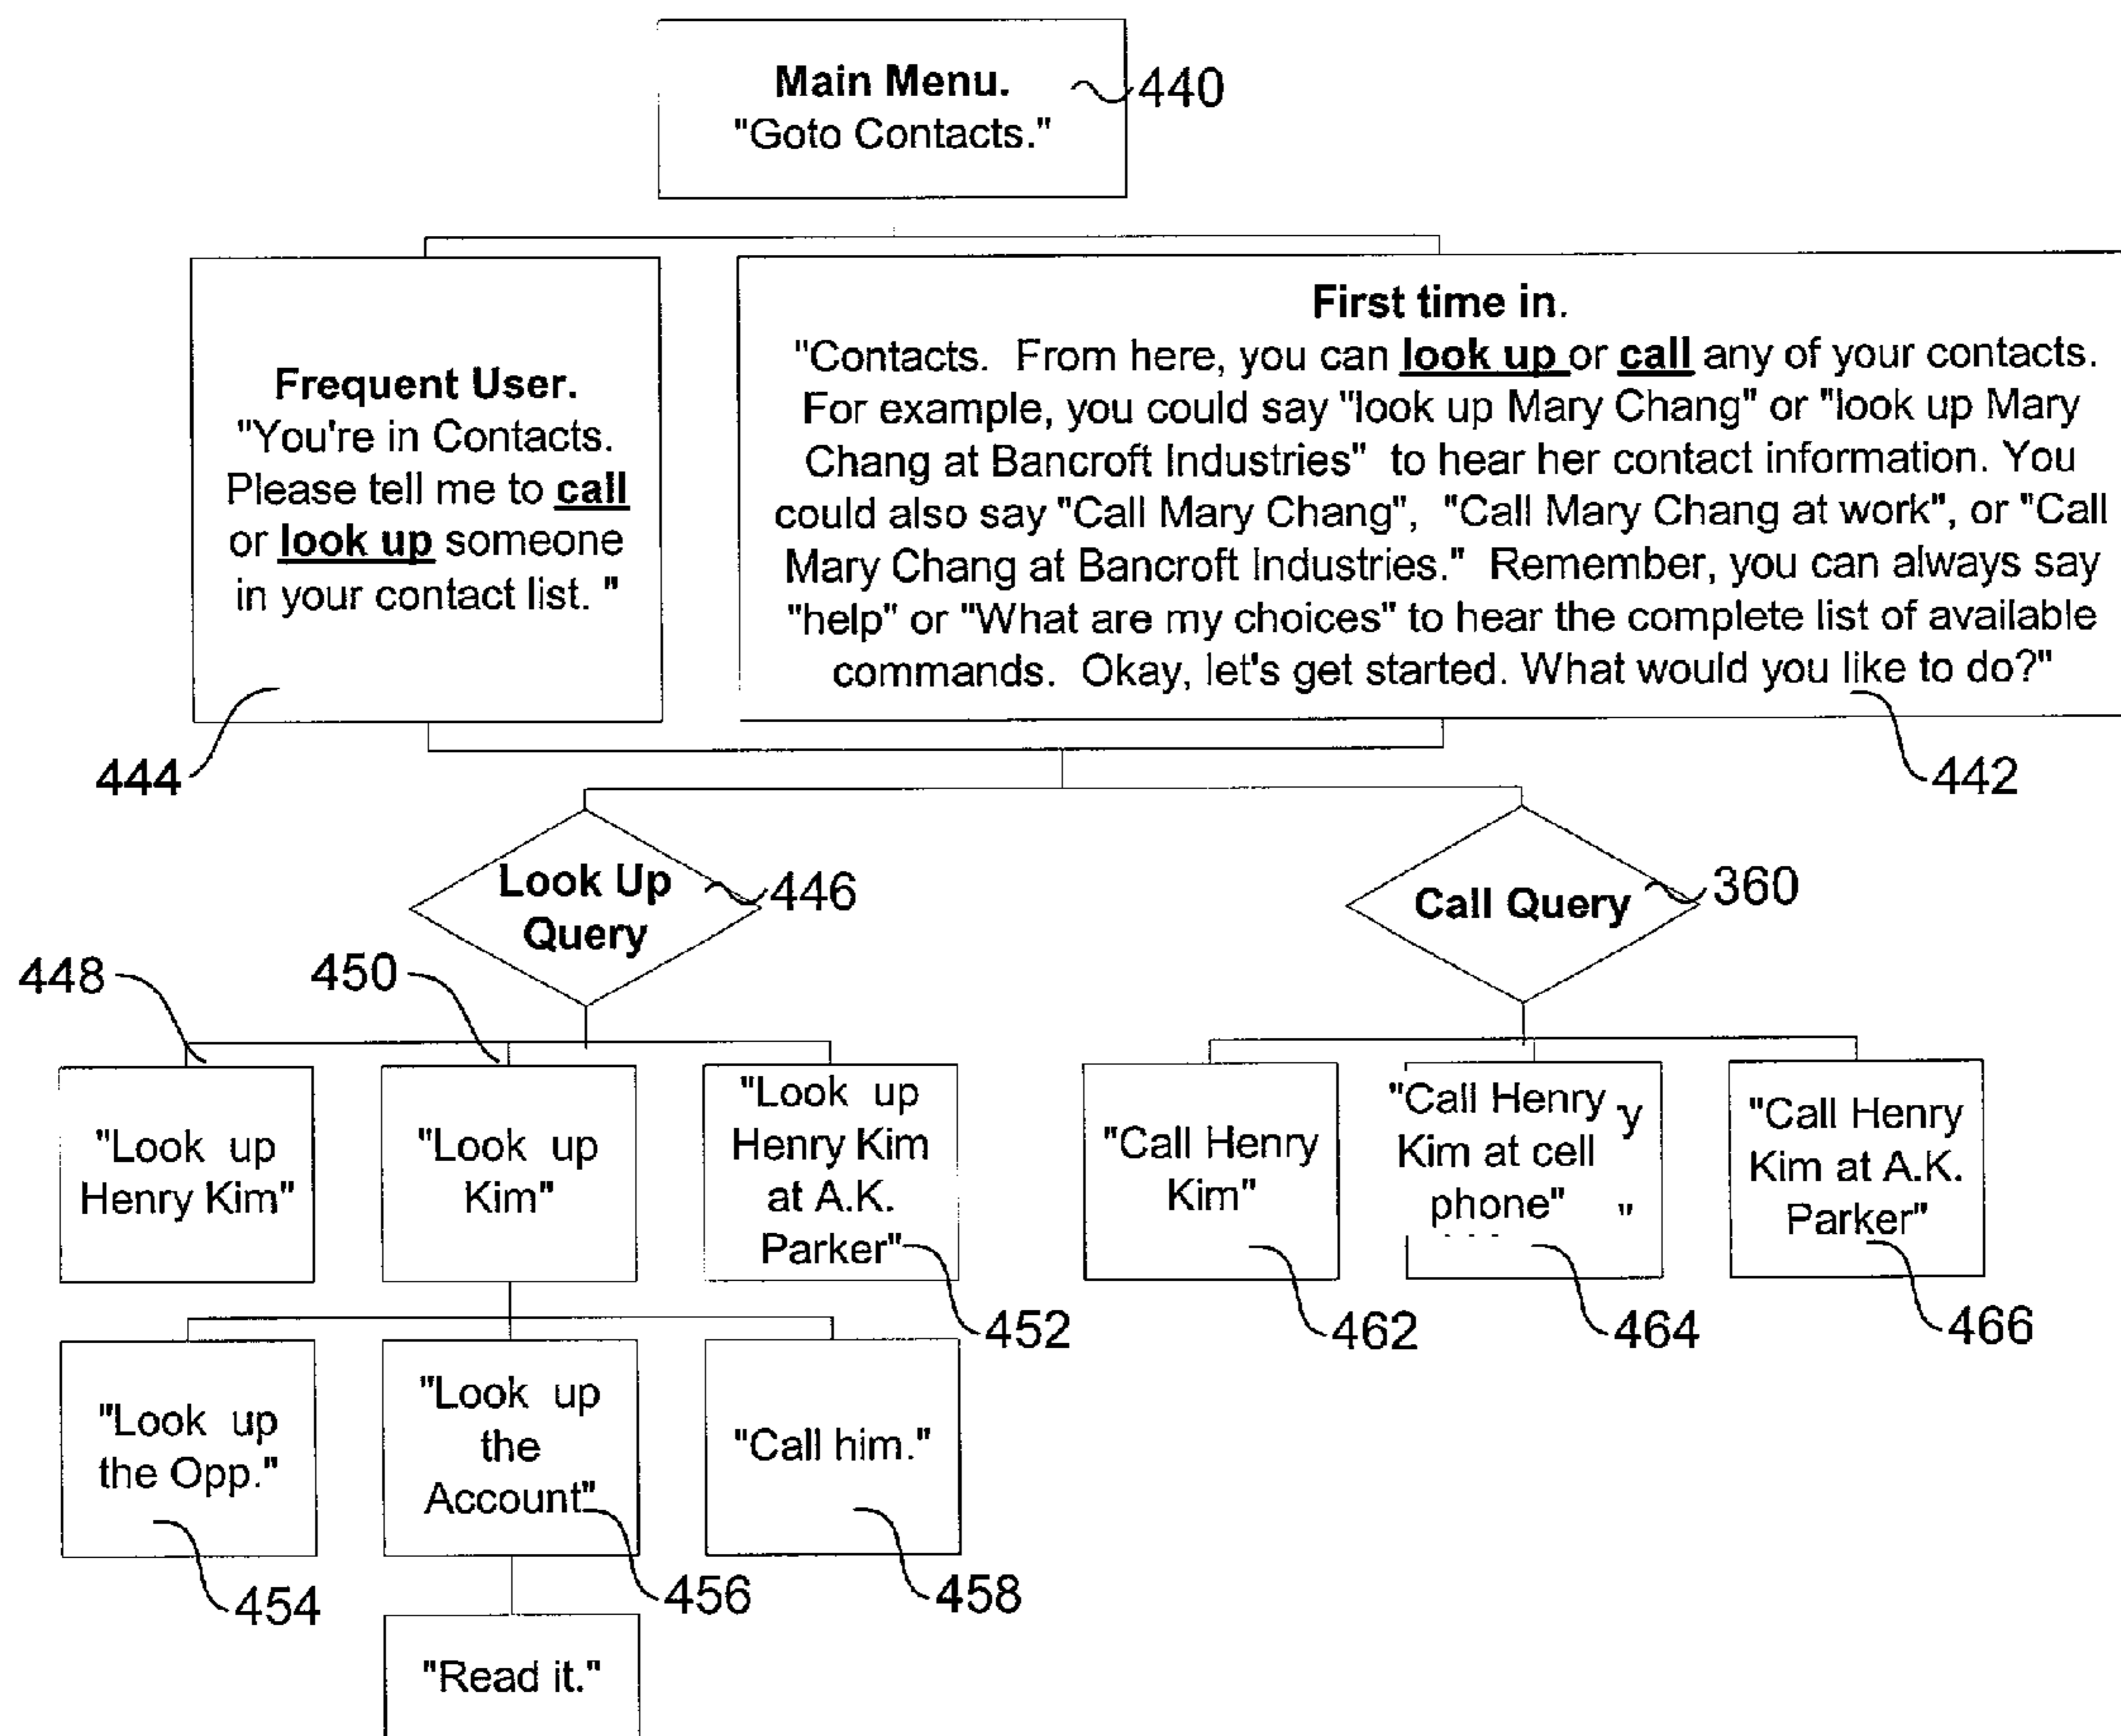 Main Menu.
"Goto Contacts."
440
Frequent User.
"You're in Contacts.
Please tell me to call
or look up someone
in your contact list. "
444
First time in.
"Contacts.  From here, you can look up or call any of your contacts.
For example, you could say "look up Mary Chang" or "look up Mary
Chang at Bancroft Industries"  to hear her contact information. You
could also say "Call Mary Chang",  "Call Mary Chang at work", or "Call
Mary Chang at Bancroft Industries."  Remember, you can always say
"help" or "What are my choices" to hear the complete list of available
commands.  Okay, let's get started. What would you like to do?"
442
Look Up
Query
446
Call Query
360
448
450
"Look up
Henry Kim"
"Look up
Kim"
"Look up
Henry Kim
at A.K.
Parker"
452
"Call Henry
Kim"
462
"Call Henry y
Kim at cell
phone" "
464
"Call Henry
Kim at A.K.
Parker"
466
"Look up
the Opp."
454
"Look up
the
Account"
456
"Call him."
458
"Read it."